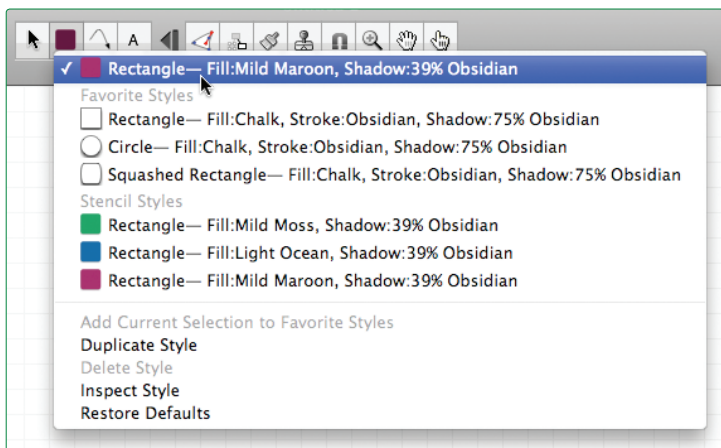 A
✓ Rectangle— Fill:Mild Maroon, Shadow:39% Obsidian
Favorite Styles
Rectangle— Fill:Chalk, Stroke:Obsidian, Shadow:75% Obsidian
Circle— Fill:Chalk, Stroke:Obsidian, Shadow:75% Obsidian
Squashed Rectangle— Fill:Chalk, Stroke:Obsidian, Shadow:75% Obsidian
Stencil Styles
Rectangle— Fill:Mild Moss, Shadow:39% Obsidian
Rectangle— Fill:Light Ocean, Shadow:39% Obsidian
Rectangle— Fill:Mild Maroon, Shadow:39% Obsidian
Add Current Selection to Favorite Styles
Duplicate Style
Delete Style
Inspect Style
Restore Defaults